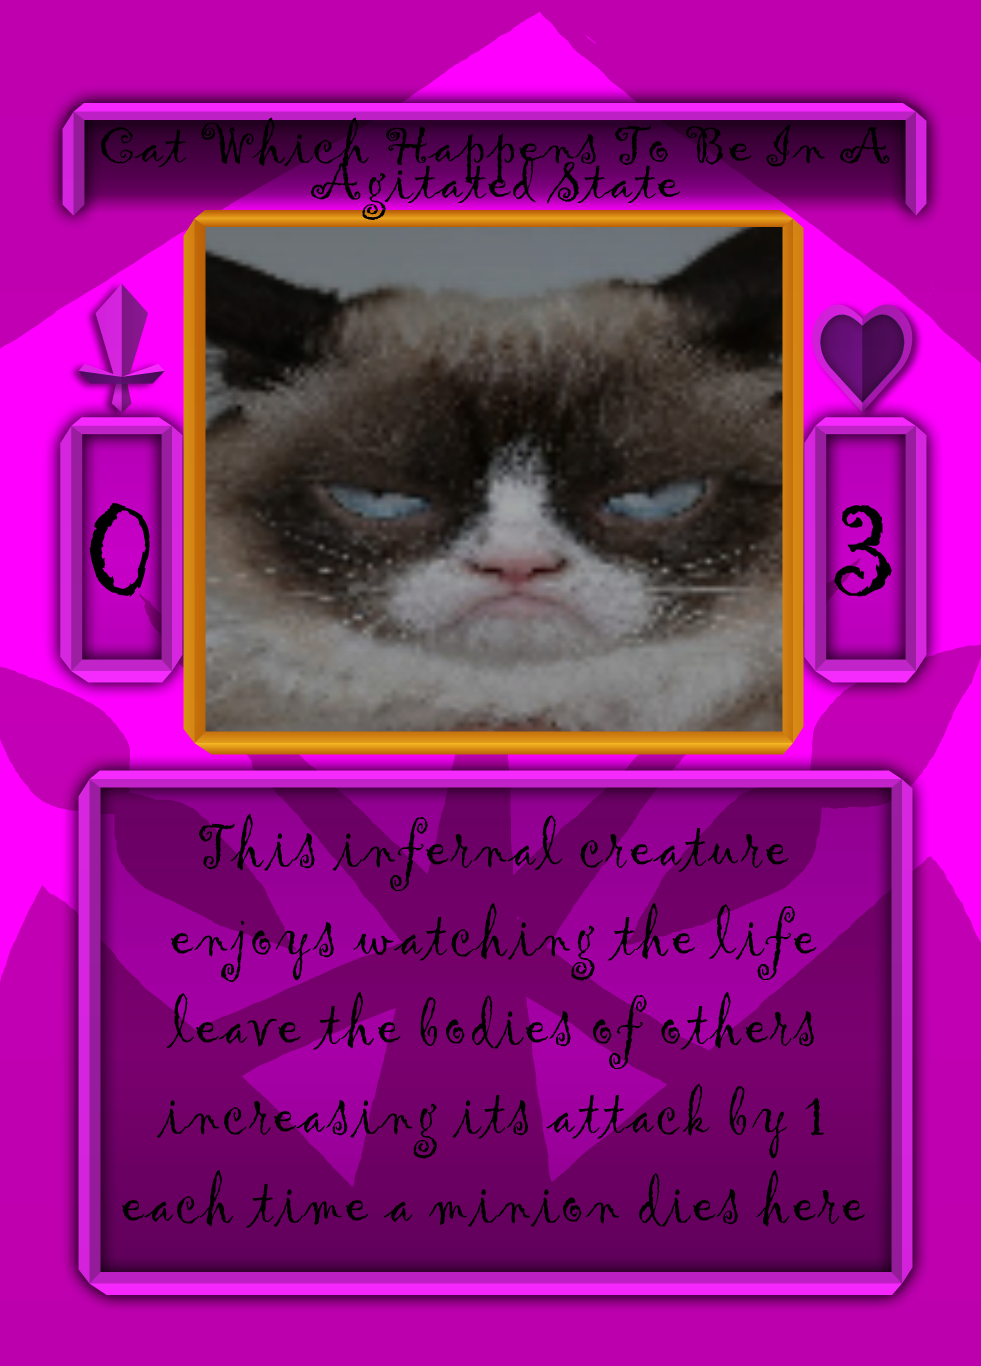 Cat Which Happens To Be In A
Agitated State
0
3
This infernal creature
enjoys watching the life
leave the bodies of others
increasing its attack by 1
each time a minion dies here